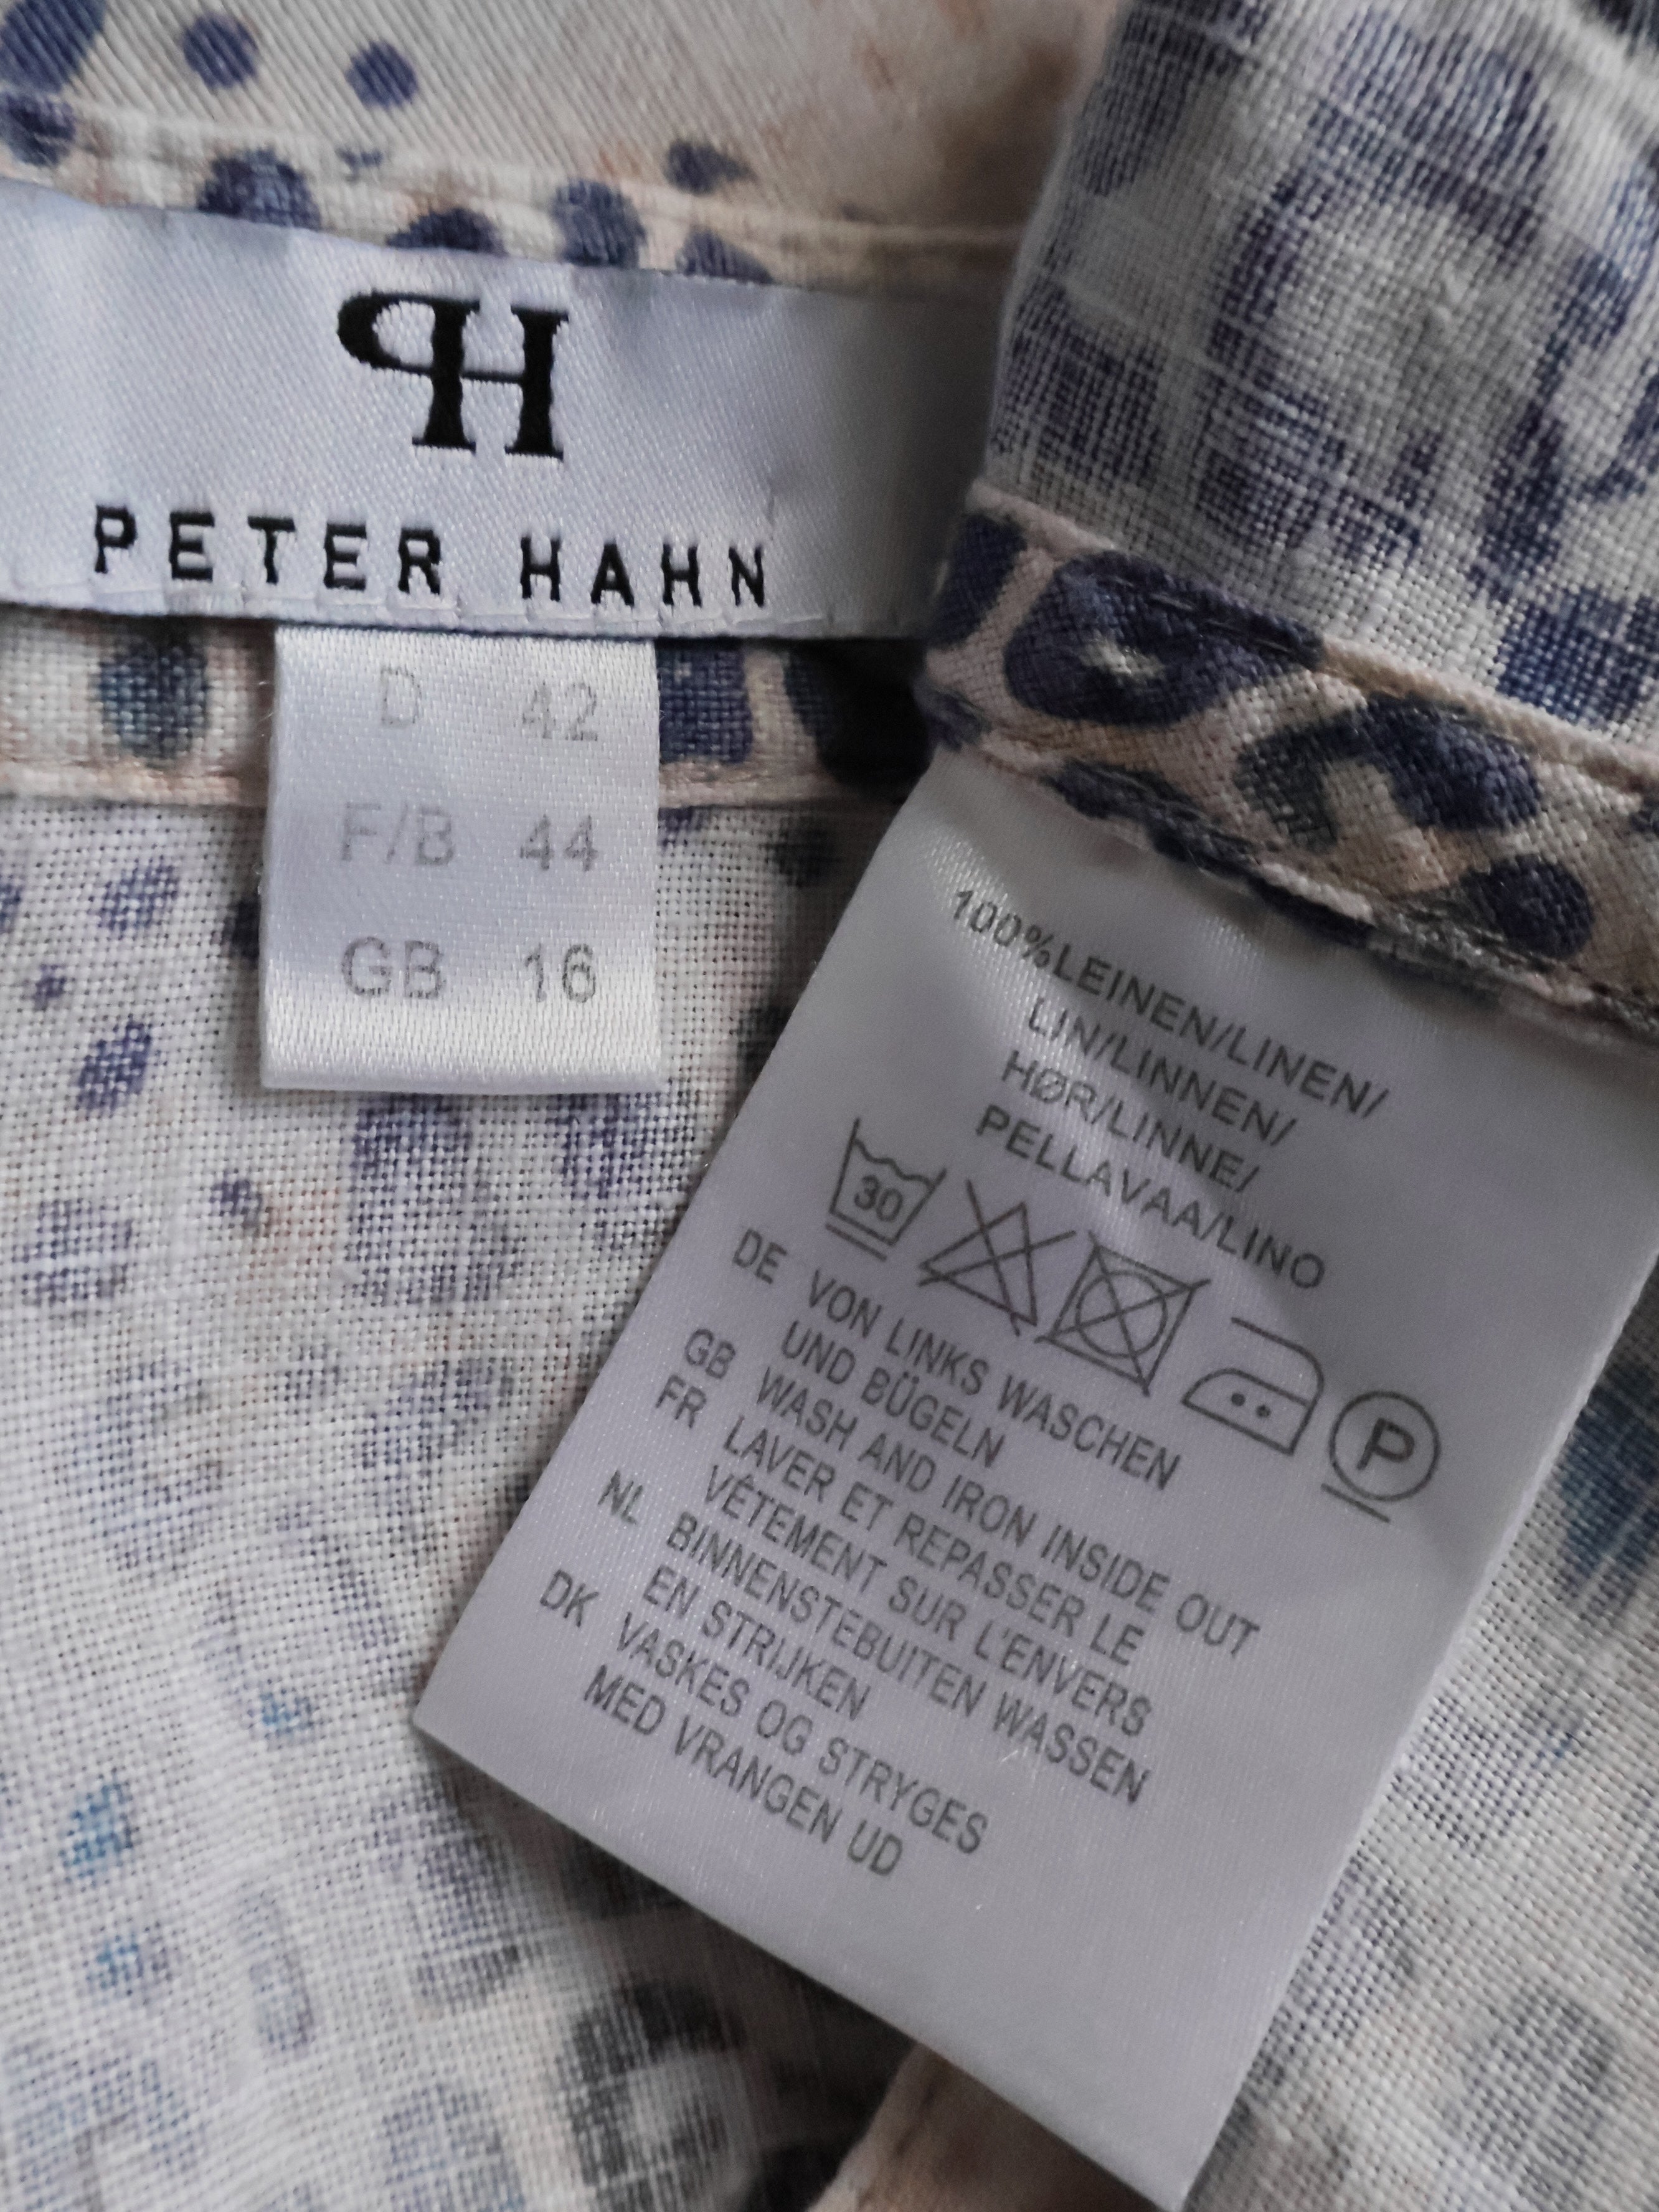 PH
PETER HAHN
D 42
F/B 44
GB 16
100%LEINEN/LINEN/
LIN/LINNEN/
HØR/LINNE/
PELLAVAA/LINO
30
P
DE VON LINKS WASCHEN
UND BÜGELN
GB WASH AND IRON INSIDE OUT
FR LAVER ET REPASSER LE
VÊTEMENT SUR L'ENVERS
NL BINNENSTEBUITEN WASSEN
EN STRIJKEN
DK VASKES OG STRYGES
MED VRANGEN UD